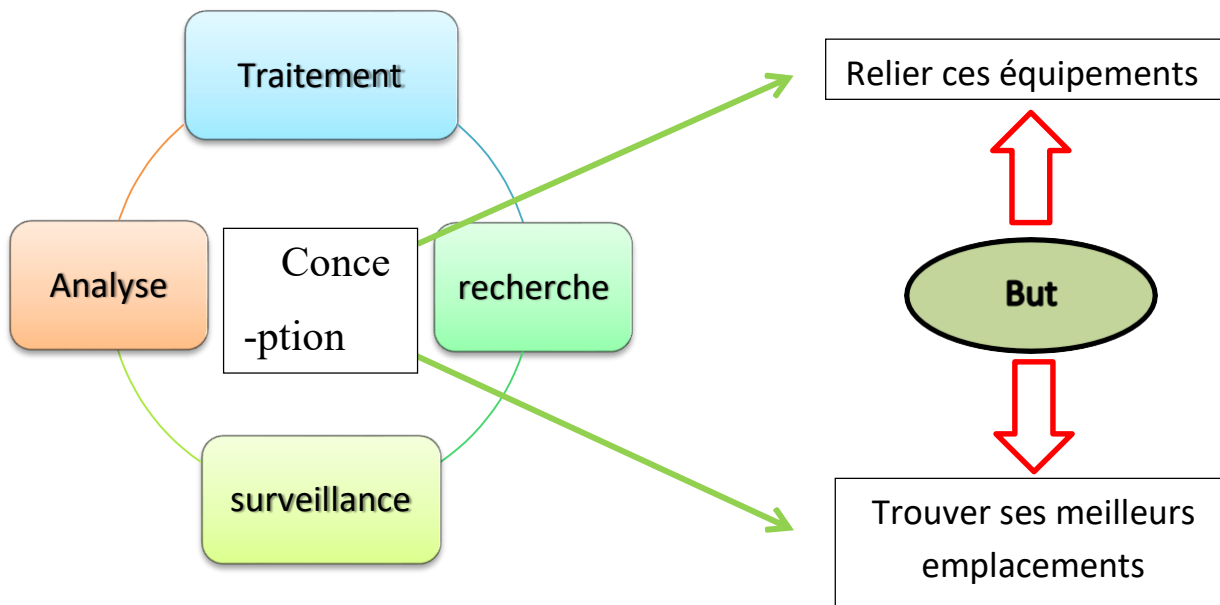 Traitement
Relier ces équipements
Analyse
Conce
-ption
recherche
But
surveillance
Trouver ses meilleurs
emplacements